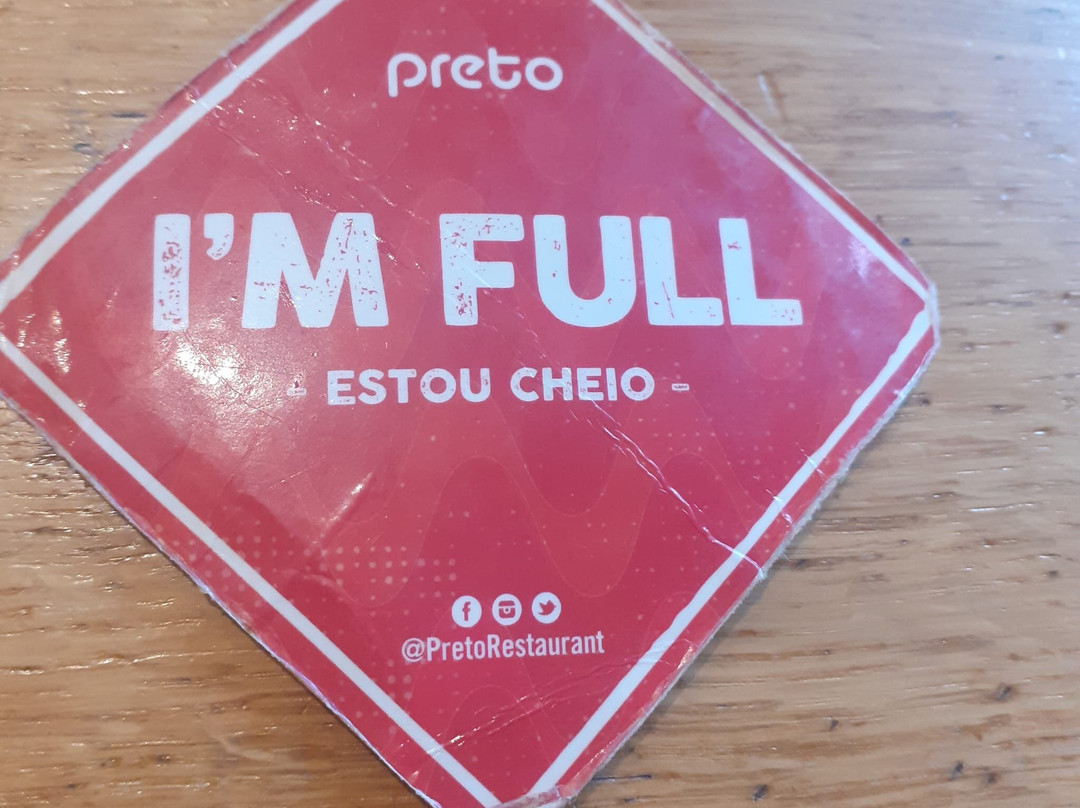 preto
I'M FULL
- ESTOU CHEIO -
@PretoRestaurant